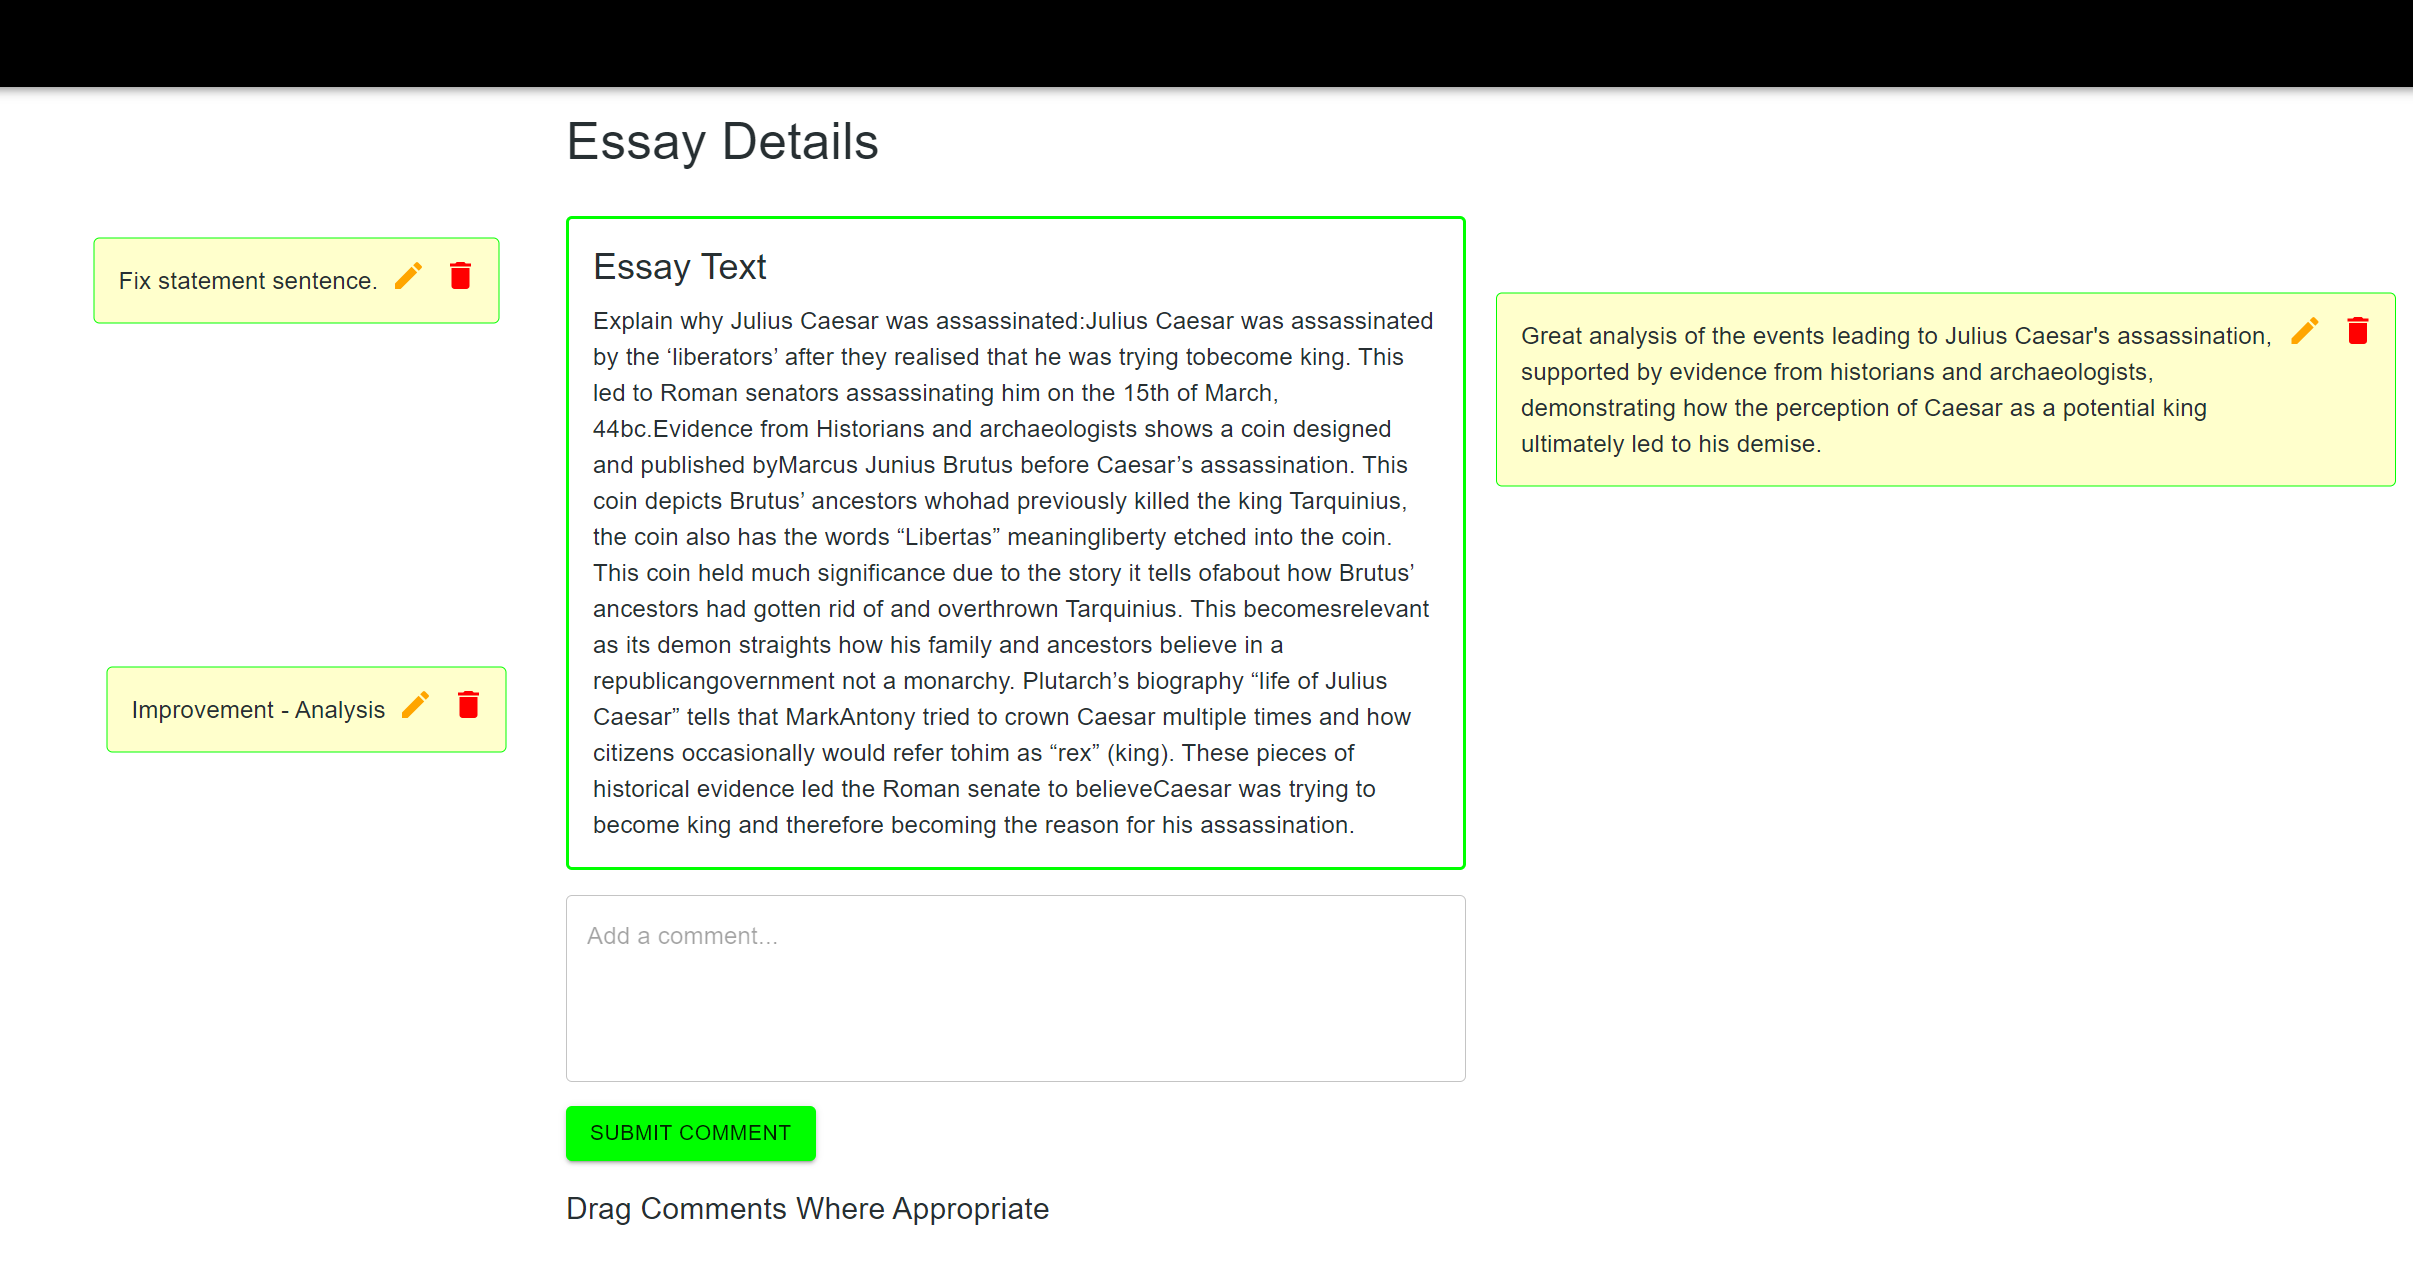 Essay Details
Fix statement sentence.
Improvement - Analysis
Essay Text
Explain why Julius Caesar was assassinated:Julius Caesar was assassinated
by the ‘liberators’ after they realised that he was trying tobecome king. This
led to Roman senators assassinating him on the 15th of March,
44bc.Evidence from Historians and archaeologists shows a coin designed
and published byMarcus Junius Brutus before Caesar’s assassination. This
coin depicts Brutus’ ancestors whohad previously killed the king Tarquinius,
the coin also has the words “Libertas” meaningliberty etched into the coin.
This coin held much significance due to the story it tells ofabout how Brutus’
ancestors had gotten rid of and overthrown Tarquinius. This becomesrelevant
as its demon straights how his family and ancestors believe in a
republicangovernment not a monarchy. Plutarch’s biography “life of Julius
Caesar” tells that MarkAntony tried to crown Caesar multiple times and how
citizens occasionally would refer tohim as “rex” (king). These pieces of
historical evidence led the Roman senate to believeCaesar was trying to
become king and therefore becoming the reason for his assassination.
Great analysis of the events leading to Julius Caesar's assassination,
supported by evidence from historians and archaeologists,
demonstrating how the perception of Caesar as a potential king
ultimately led to his demise.
Add a comment...
SUBMIT COMMENT
Drag Comments Where Appropriate